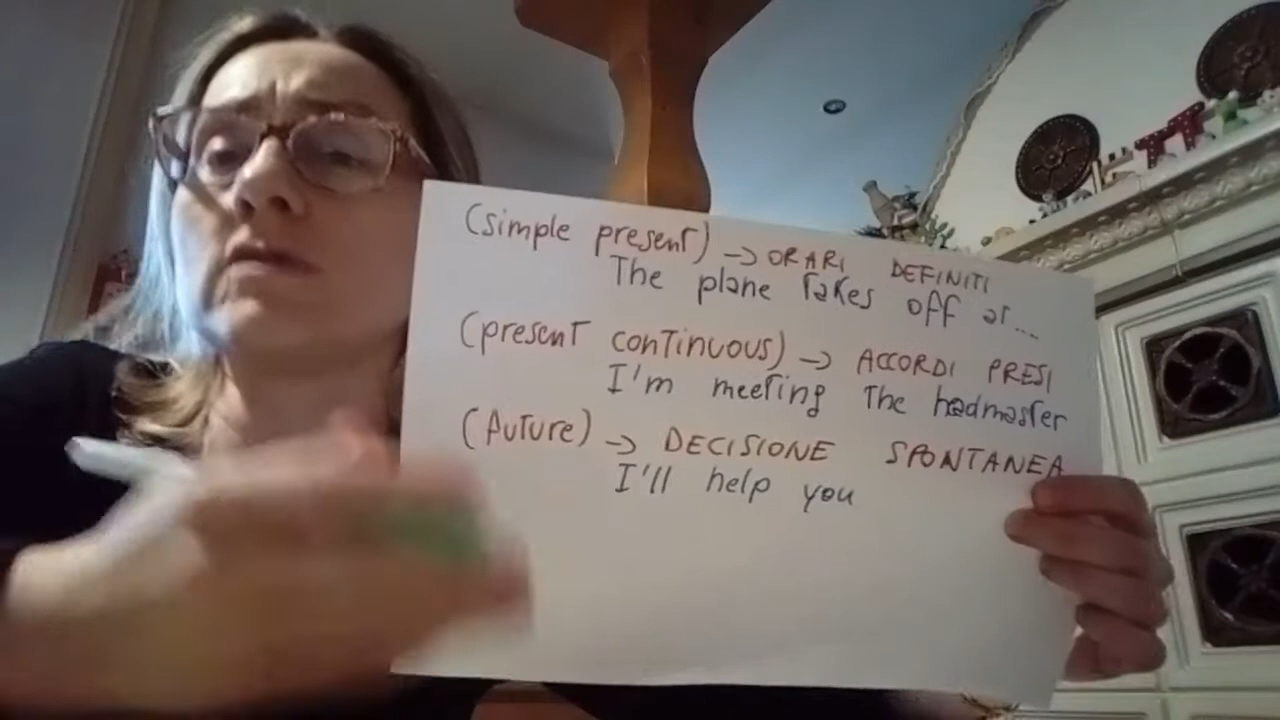 (simple present) → ORARI DEFINITI
The plane takes off at...
(present continuous) → ACCORDI PRESI
I'm meeting the hedmaster
(future) → DECISIONE SPONTANEA
I'll help you